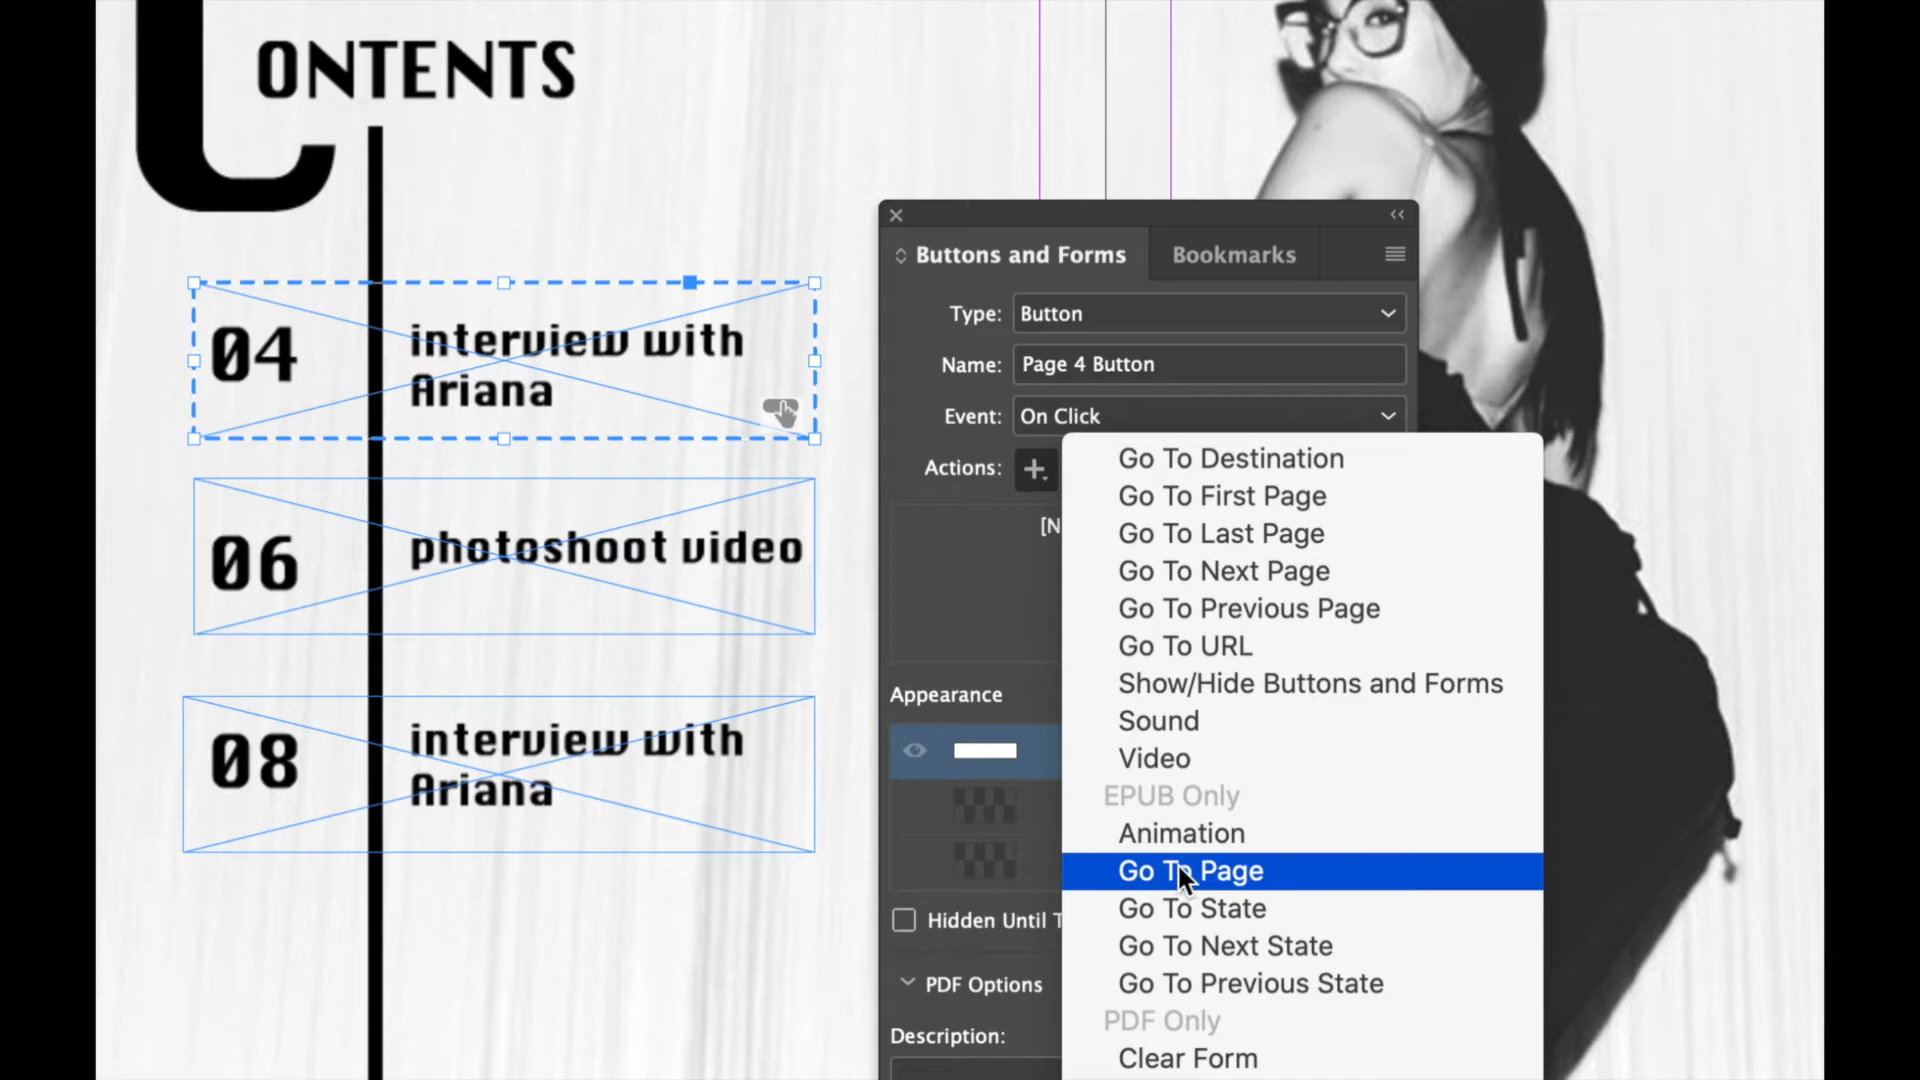 CONTENTS
04 interview with
Ariana
06 photoshoot video
08 interview with
Ariana
Buttons and Forms
Bookmarks
Type: Button
Name: Page 4 Button
Event: On Click
Actions:
[N
Appearance
Hidden Until T
PDF Options
Description:
Go To Destination
Go To First Page
Go To Last Page
Go To Next Page
Go To Previous Page
Go To URL
Show/Hide Buttons and Forms
Sound
Video
EPUB Only
Animation
Go To Page
Go To State
Go To Next State
Go To Previous State
PDF Only
Clear Form